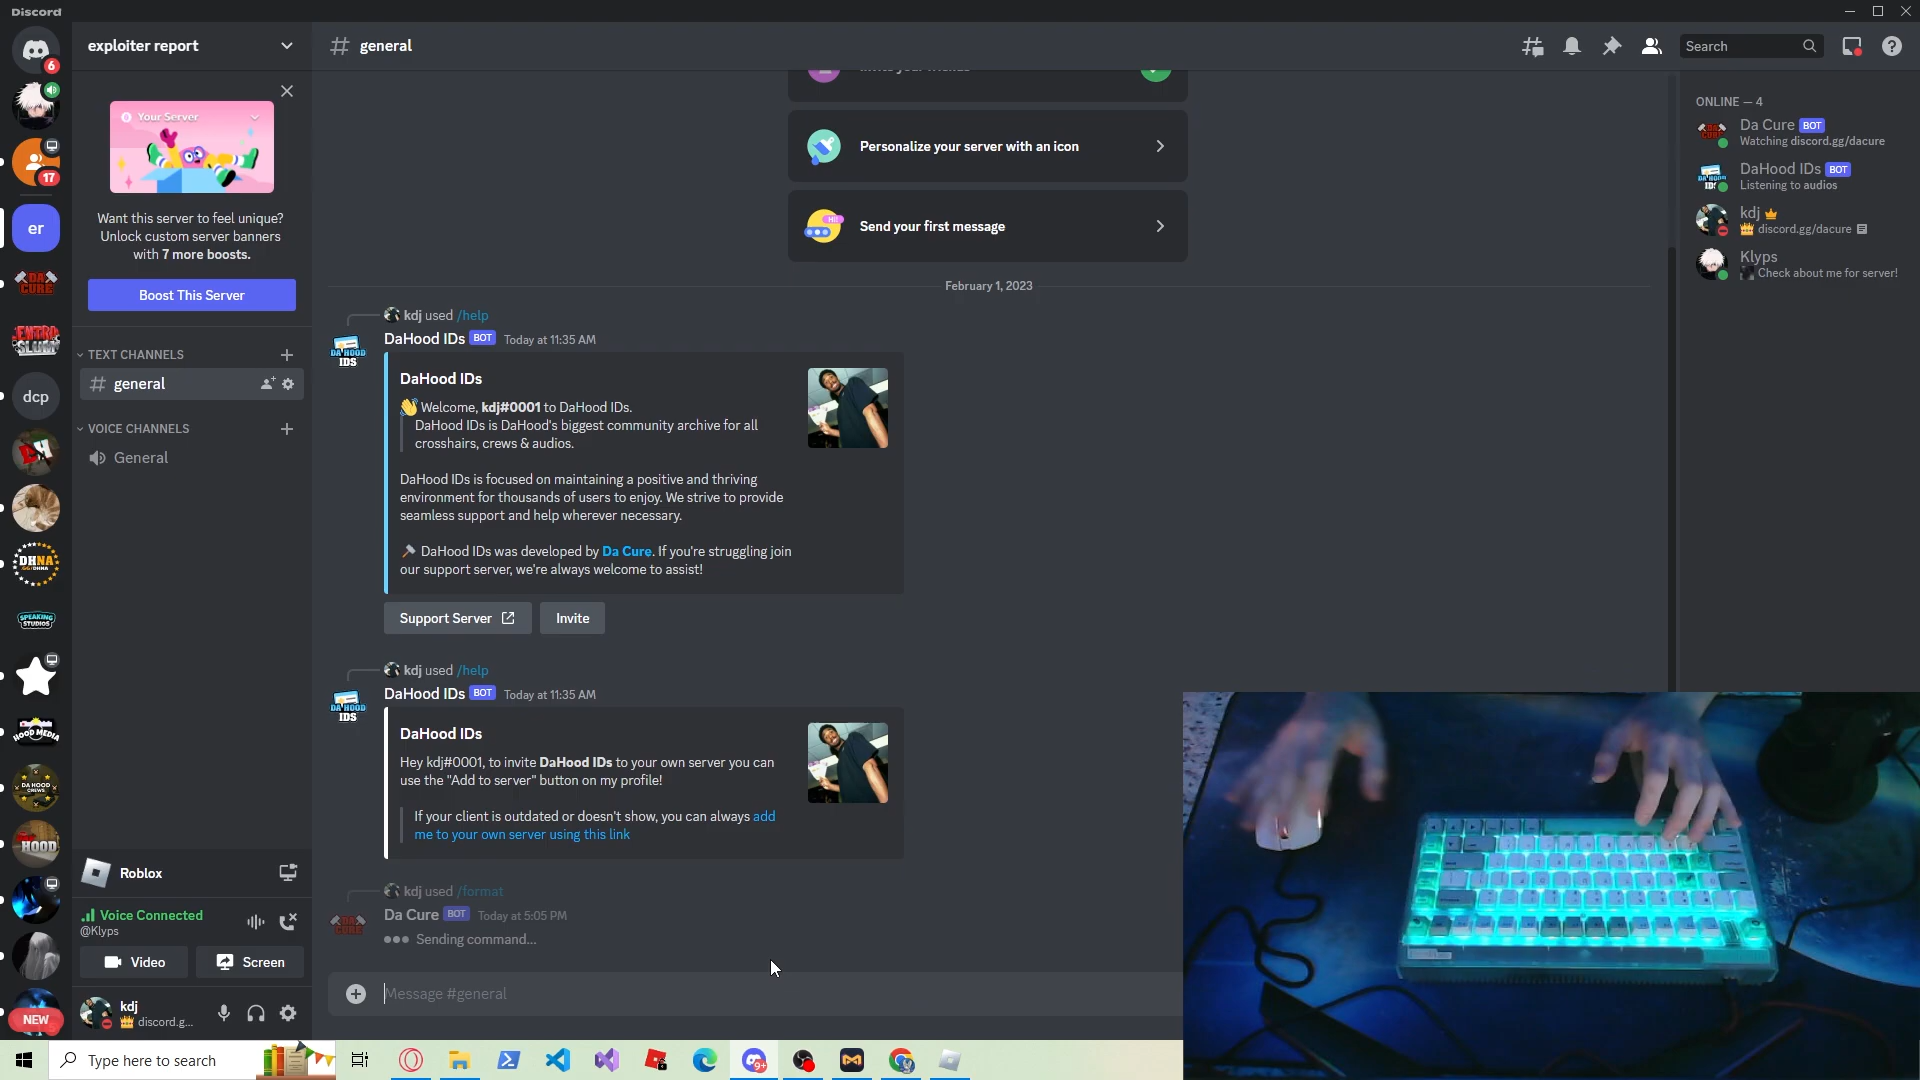 Discord
exploiter report
general
Search
6
17
er
dcp
NEW
Your Server
Want this server to feel unique?
Unlock custom server banners
with 7 more boosts.
Boost This Server
TEXT CHANNELS
general
VOICE CHANNELS
General
Personalize your server with an icon
Send your first message
February 1, 2023
kdj used /help
DaHood IDs BOT Today at 11:35 AM
DaHood IDs
👋 Welcome, kdj#0001 to DaHood IDs.
DaHood IDs is DaHood's biggest community archive for all
crosshairs, crews & audios.
DaHood IDs is focused on maintaining a positive and thriving
environment for thousands of users to enjoy. We strive to provide
seamless support and help wherever necessary.
🔨 DaHood IDs was developed by Da Cure. If you're struggling join
our support server, we're always welcome to assist!
Support Server
Invite
kdj used /help
DaHood IDs BOT Today at 11:35 AM
DaHood IDs
Hey kdj#0001, to invite DaHood IDs to your own server you can
use the "Add to server" button on my profile!
If your client is outdated or doesn't show, you can always add
me to your own server using this link
kdj used /format
Da Cure BOT Today at 5:05 PM
Sending command...
Message #general
ONLINE — 4
Da Cure BOT
Watching discord.gg/dacure
DaHood IDs BOT
Listening to audios
kdj
discord.gg/dacure
Klyps
Check about me for server!
Roblox
Voice Connected
@Klyps
Video
Screen
kdj
discord.g...
DA CURE
DHNA
SPEAKING
STUDIOS
HOOD MEDIA
DA HOOD
HOOD
Type here to search